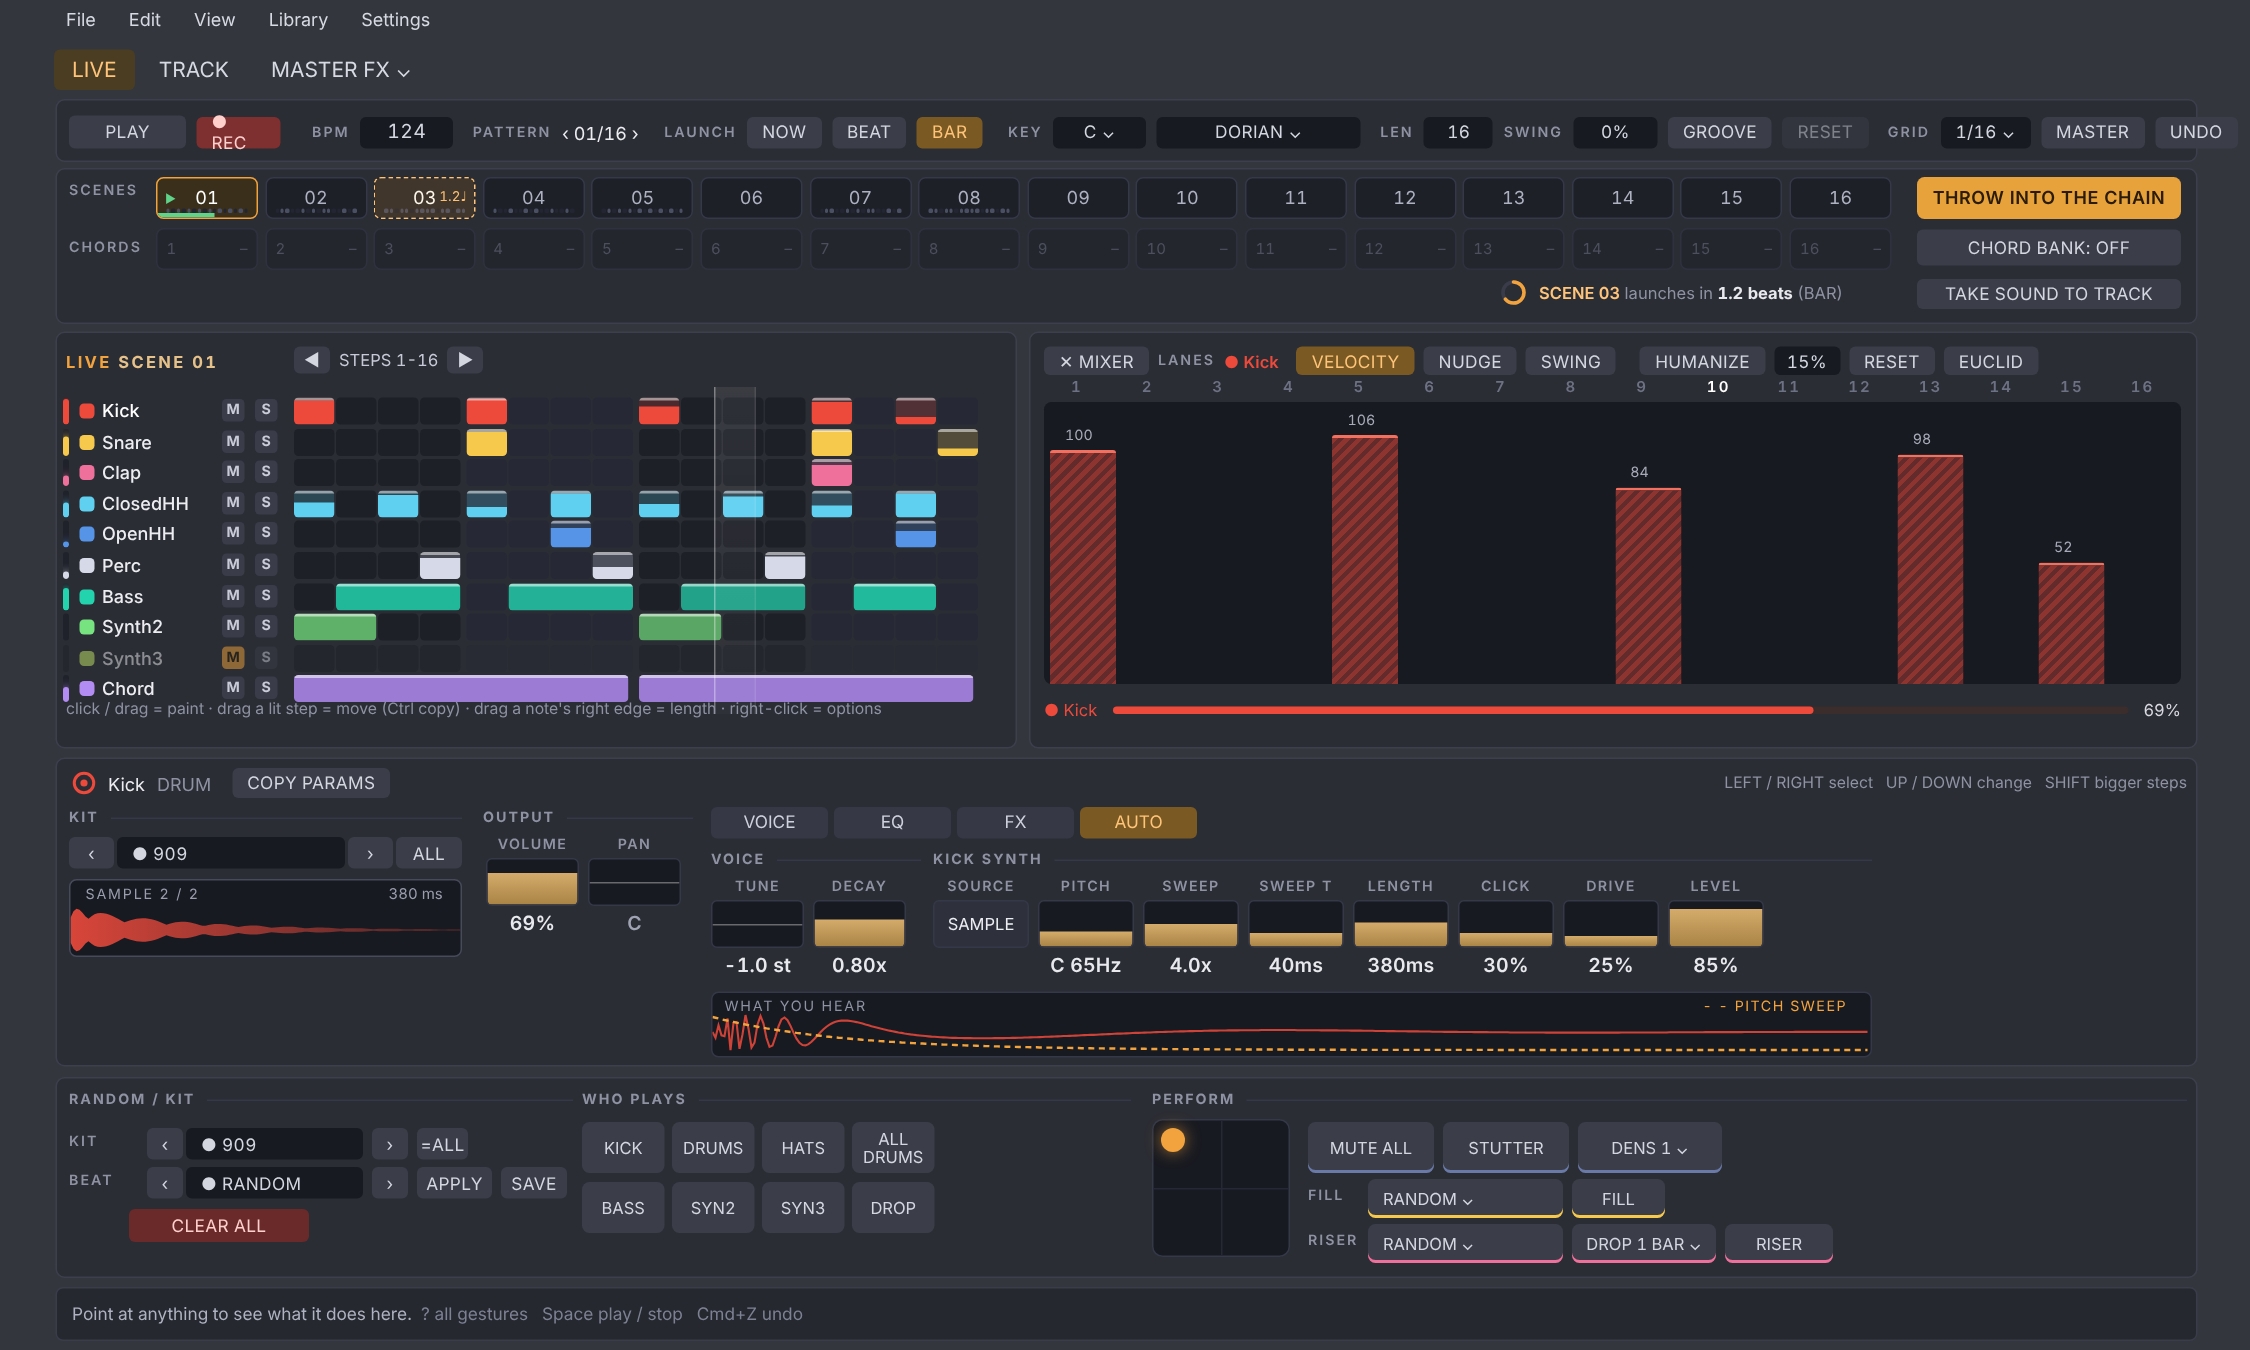 File Edit View Library Settings
LIVE TRACK MASTER FX
PLAY REC BPM 124 PATTERN ‹ 01/16 › LAUNCH NOW BEAT BAR KEY C DORIAN LEN 16 SWING 0% GROOVE RESET GRID 1/16 MASTER UNDO
SCENES 01 02 03 1.2♩ 04 05 06 07 08 09 10 11 12 13 14 15 16 THROW INTO THE CHAIN
CHORDS 1 – 2 – 3 – 4 – 5 – 6 – 7 – 8 – 9 – 10 – 11 – 12 – 13 – 14 – 15 – 16 – CHORD BANK: OFF
SCENE 03 launches in 1.2 beats (BAR) TAKE SOUND TO TRACK
LIVE SCENE 01 ◀ STEPS 1-16 ▶
Kick M S
Snare M S
Clap M S
ClosedHH M S
OpenHH M S
Perc M S
Bass M S
Synth2 M S
Synth3 M S
Chord M S
click / drag = paint · drag a lit step = move (Ctrl copy) · drag a note's right edge = length · right-click = options
✕ MIXER LANES Kick VELOCITY NUDGE SWING HUMANIZE 15% RESET EUCLID
1 2 3 4 5 6 7 8 9 10 11 12 13 14 15 16
100 106 84 98 52
Kick 69%
Kick DRUM COPY PARAMS LEFT / RIGHT select UP / DOWN change SHIFT bigger steps
KIT OUTPUT VOICE EQ FX AUTO
‹ 909 › ALL VOLUME PAN
SAMPLE 2 / 2 380 ms
69% C
VOICE KICK SYNTH
TUNE DECAY SOURCE PITCH SWEEP SWEEP T LENGTH CLICK DRIVE LEVEL
SAMPLE
-1.0 st 0.80x C 65Hz 4.0x 40ms 380ms 30% 25% 85%
WHAT YOU HEAR - - PITCH SWEEP
RANDOM / KIT WHO PLAYS PERFORM
KIT ‹ 909 › =ALL
BEAT ‹ RANDOM › APPLY SAVE
CLEAR ALL
KICK DRUMS HATS ALL DRUMS
BASS SYN2 SYN3 DROP
MUTE ALL STUTTER DENS 1
FILL RANDOM FILL
RISER RANDOM DROP 1 BAR RISER
Point at anything to see what it does here. ? all gestures Space play / stop Cmd+Z undo